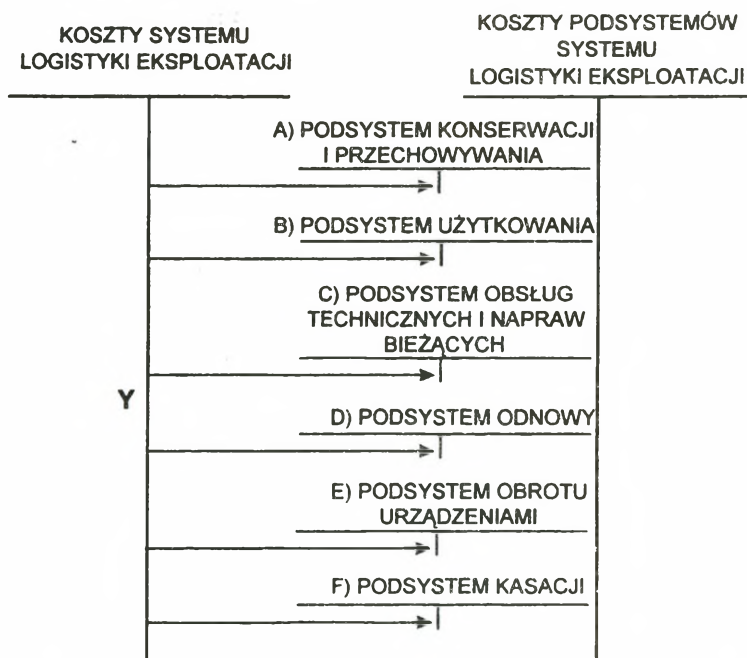 KOSZTY SYSTEMU
LOGISTYKI EKSPLOATACJI
KOSZTY PODSYSTEMÓW
SYSTEMU
LOGISTYKI EKSPLOATACJI
A) PODSYSTEM KONSERWACJI
I PRZECHOWYWANIA
B) PODSYSTEM UŻYTKOWANIA
C) PODSYSTEM OBSŁUG
TECHNICZNYCH I NAPRAW
BIEŻĄCYCH
Y
D) PODSYSTEM ODNOWY
E) PODSYSTEM OBROTU
URZĄDZENIAMI
F) PODSYSTEM KASACJI